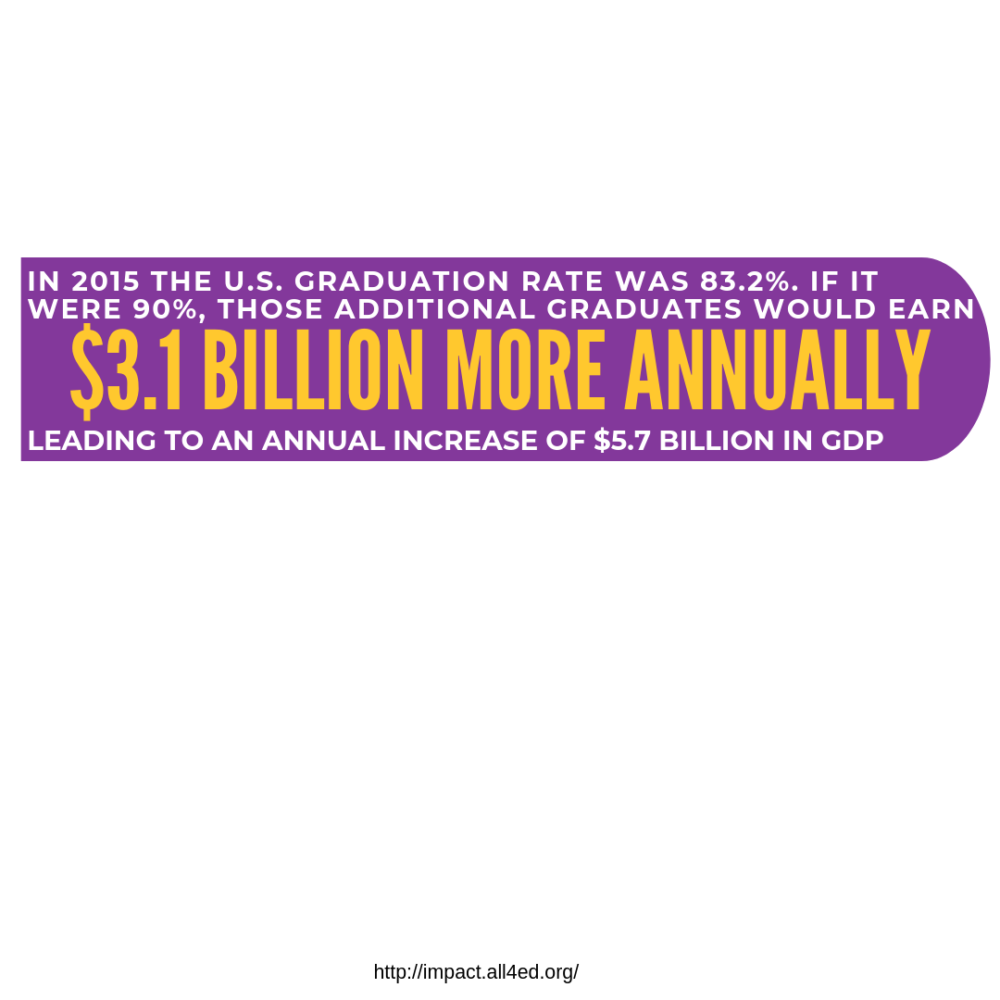 IN 2015 THE U.S. GRADUATION RATE WAS 83.2%. IF IT
WERE 90%, THOSE ADDITIONAL GRADUATES WOULD EARN
$3.1 BILLION MORE ANNUALLY
LEADING TO AN ANNUAL INCREASE OF $5.7 BILLION IN GDP
http://impact.all4ed.org/